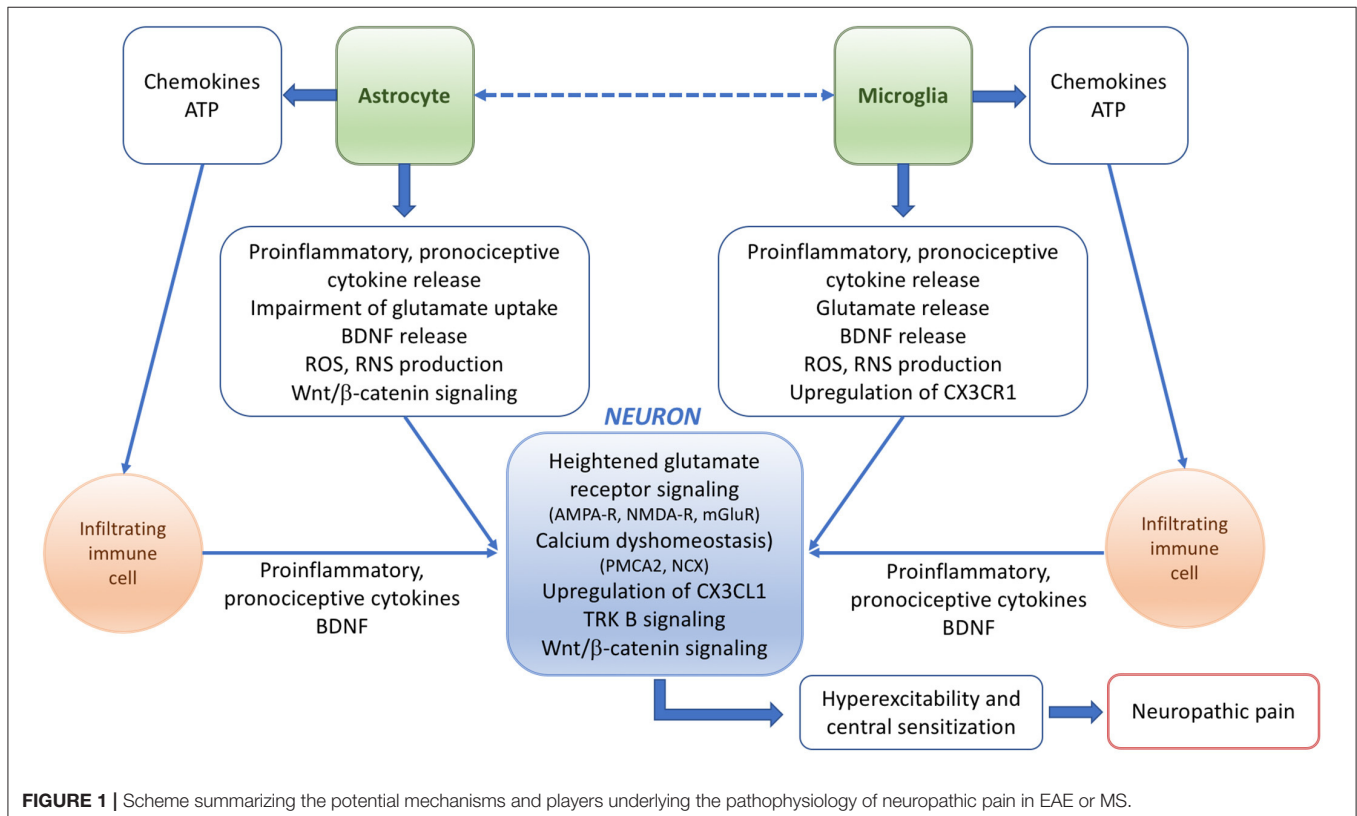 Chemokines
ATP
Astrocyte
Microglia
Chemokines
ATP
Proinflammatory, pronociceptive
cytokine release
Impairment of glutamate uptake
BDNF release
ROS, RNS production
Wnt/β-catenin signaling
Proinflammatory, pronociceptive
cytokine release
Glutamate release
BDNF release
ROS, RNS production
Upregulation of CX3CR1
NEURON
Heightened glutamate
receptor signaling
(AMPA-R, NMDA-R, mGluR)
Calcium dyshomeostasis)
(PMCA2, NCX)
Upregulation of CX3CL1
TRK B signaling
Wnt/β-catenin signaling
Infiltrating
immune
cell
Proinflammatory,
pronociceptive cytokines
BDNF
Proinflammatory,
pronociceptive cytokines
BDNF
Infiltrating
immune
cell
Hyperexcitability and
central sensitization
Neuropathic pain
FIGURE 1 | Scheme summarizing the potential mechanisms and players underlying the pathophysiology of neuropathic pain in EAE or MS.